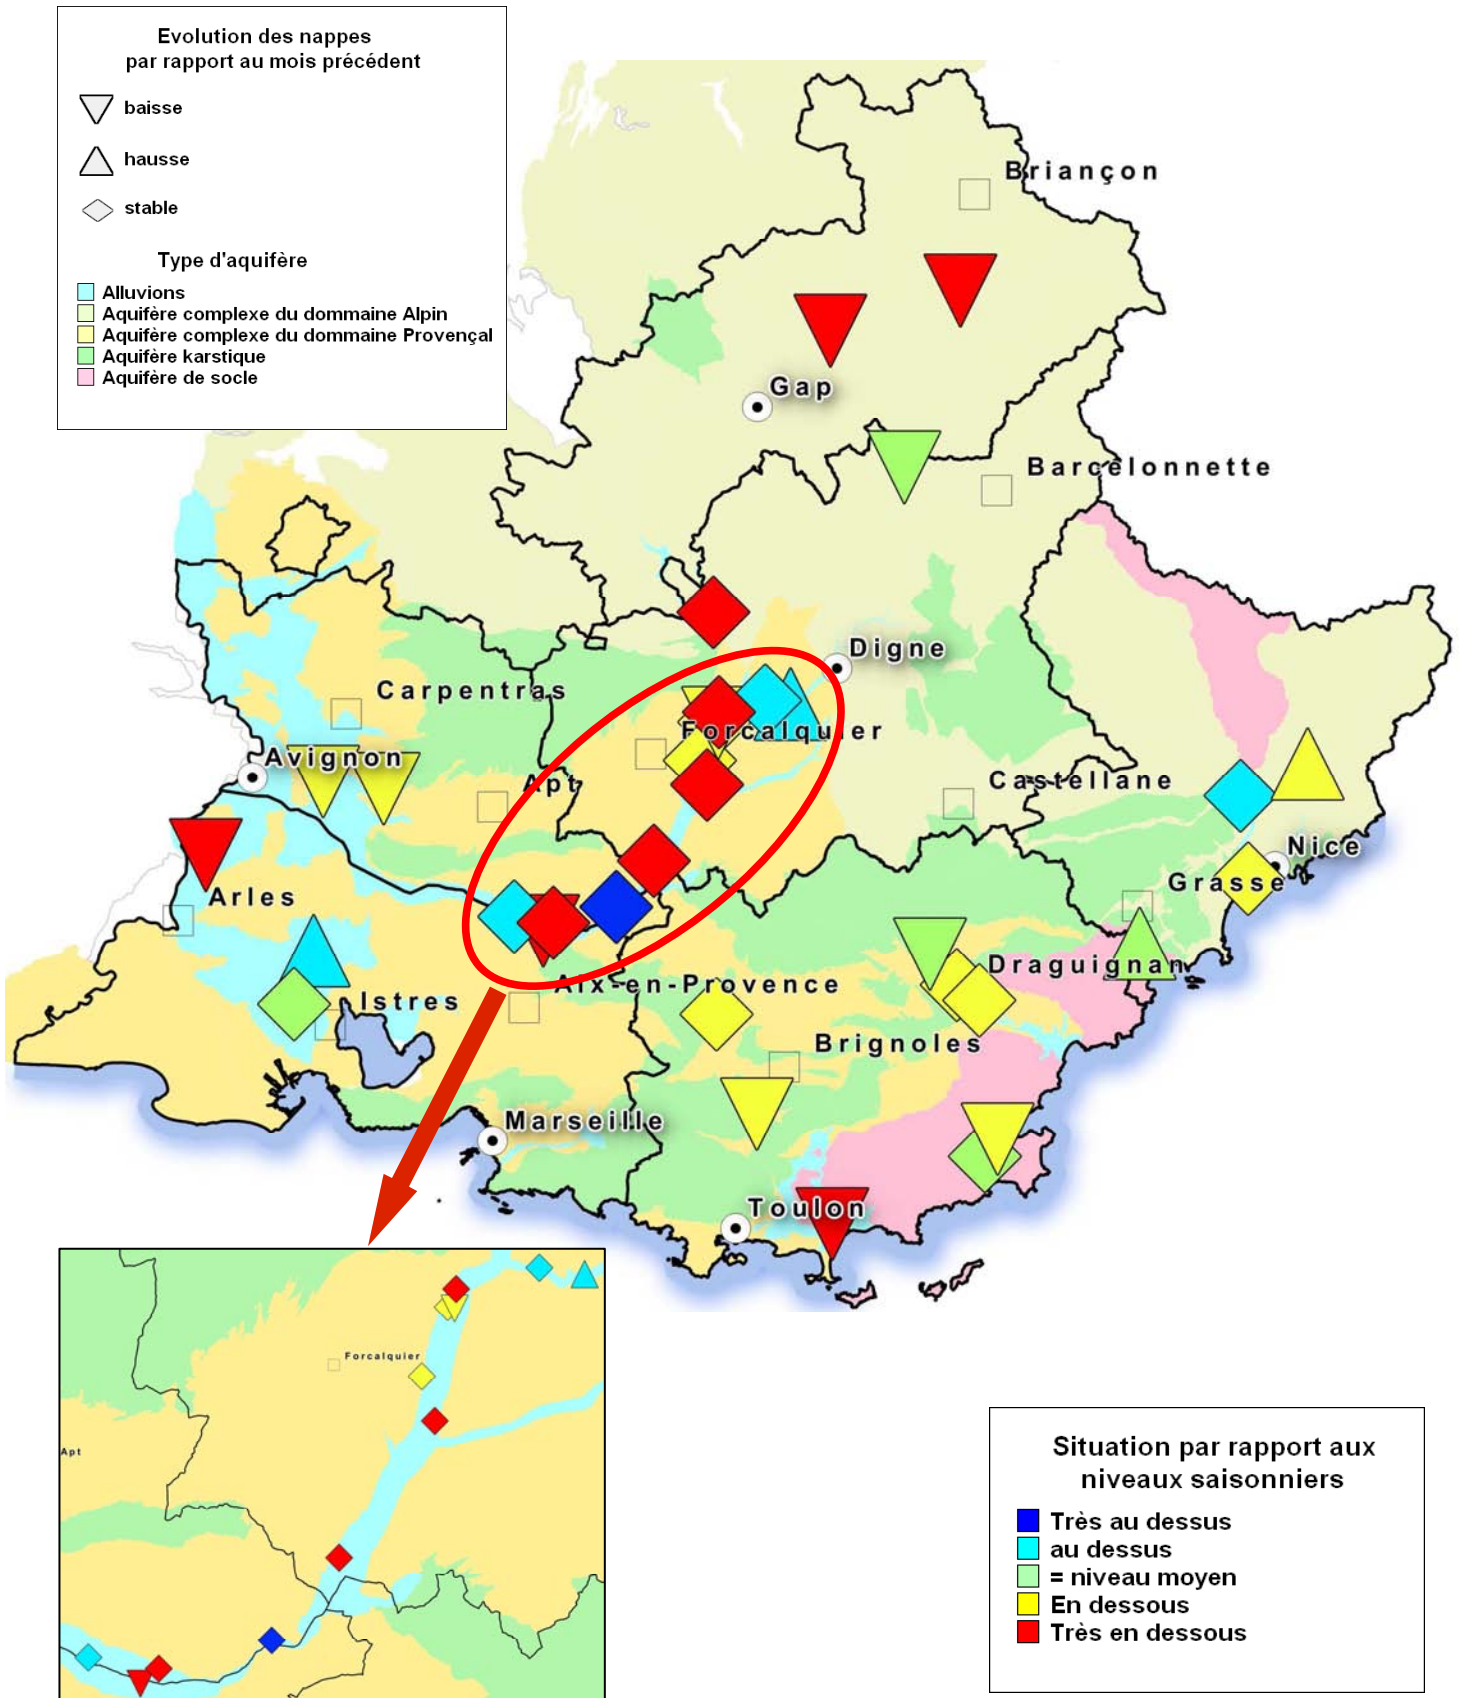 Evolution des nappes
par rapport au mois précédent
baisse
hausse
stable
Type d'aquifère
Alluvions
Aquifère complexe du dommaine Alpin
Aquifère complexe du dommaine Provençal
Aquifère karstique
Aquifère de socle
Briançon
Gap
Barcelonnette
Digne
Carpentras
Forcalquier
Avignon
Apt
Castellane
Nice
Grasse
Arles
Draguignan
Aix-en-Provence
Istres
Brignoles
Marseille
Toulon
Forcalquier
Apt
Situation par rapport aux
niveaux saisonniers
Très au dessus
au dessus
= niveau moyen
En dessous
Très en dessous